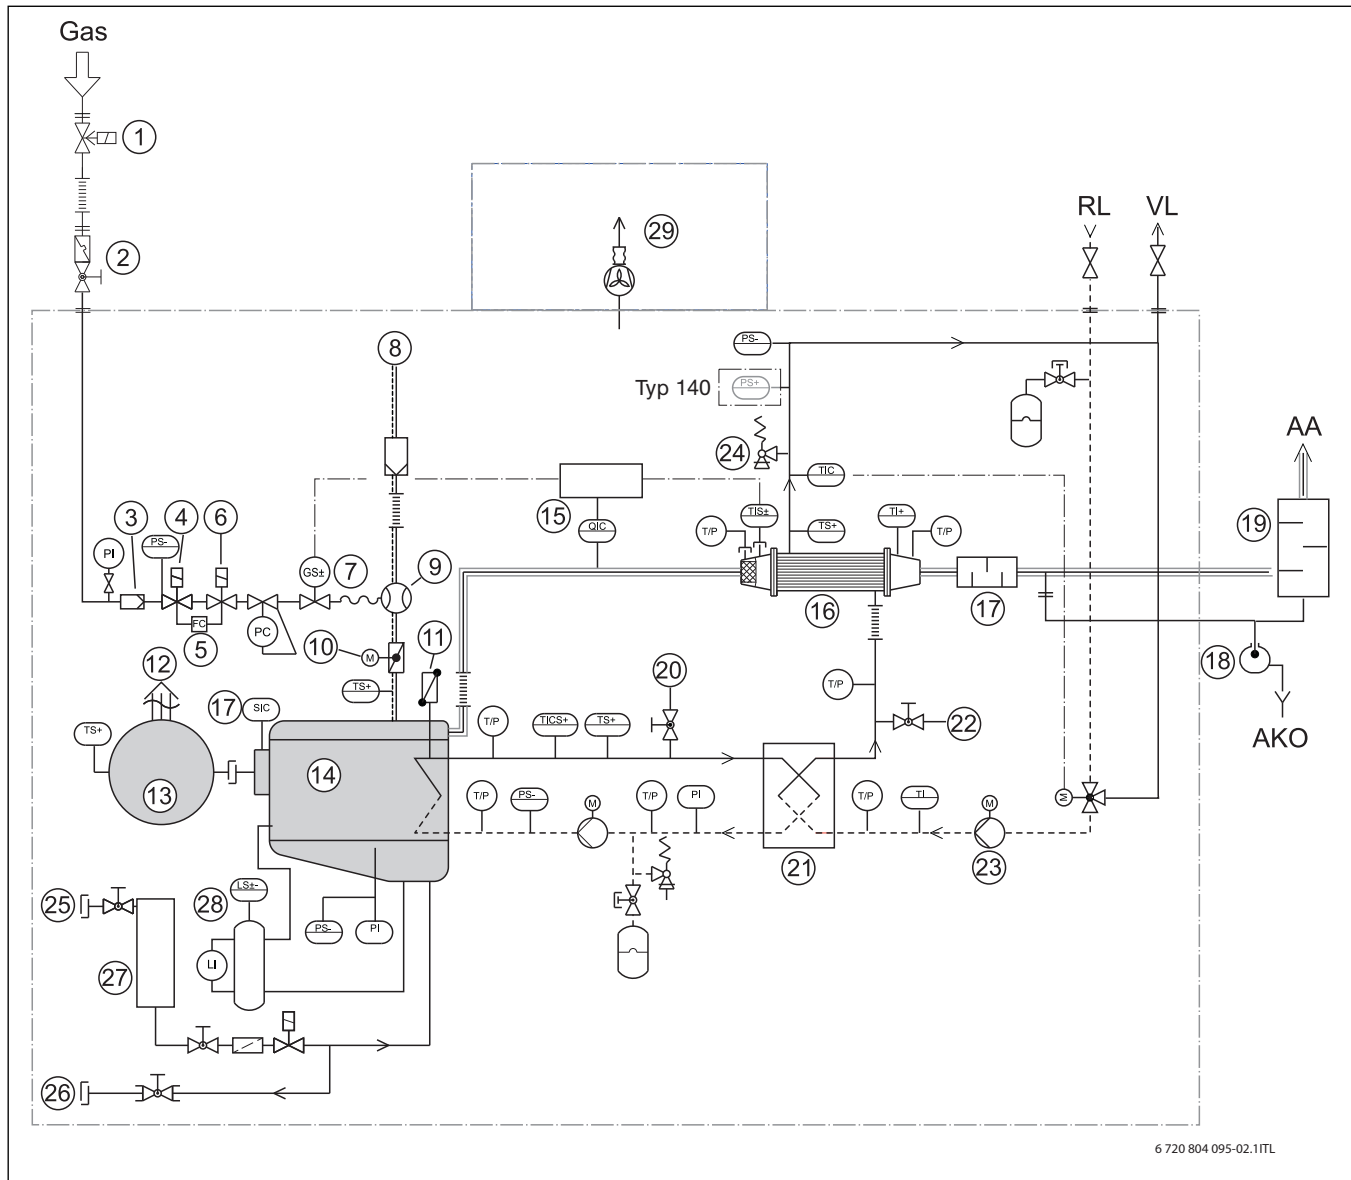 Gas
1
2
29
RL
VL
8
PS-
Typ 140
PS+
24
AA
TIC
3
4
6
15
QIC
TIS±
TS+
TI+
T/P
T/P
19
PI
PS-
GS±
7
9
16
17
FC
5
PC
10
M
11
18
12
TS+
17
SIC
T/P
20
22
AKO
TS+
14
T/P
TICS+
TS+
13
T/P
PS-
M
T/P
PI
T/P
TI
M
M
21
23
25
28
LS±-
PS-
PI
LI
27
26
6 720 804 095-02.1ITL